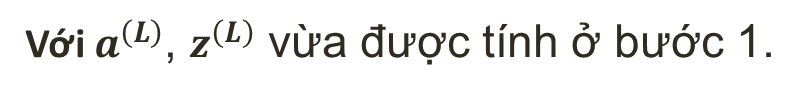 Với 𝒂⁽ᴸ⁾, 𝒛⁽ᴸ⁾ vừa được tính ở bước 1.